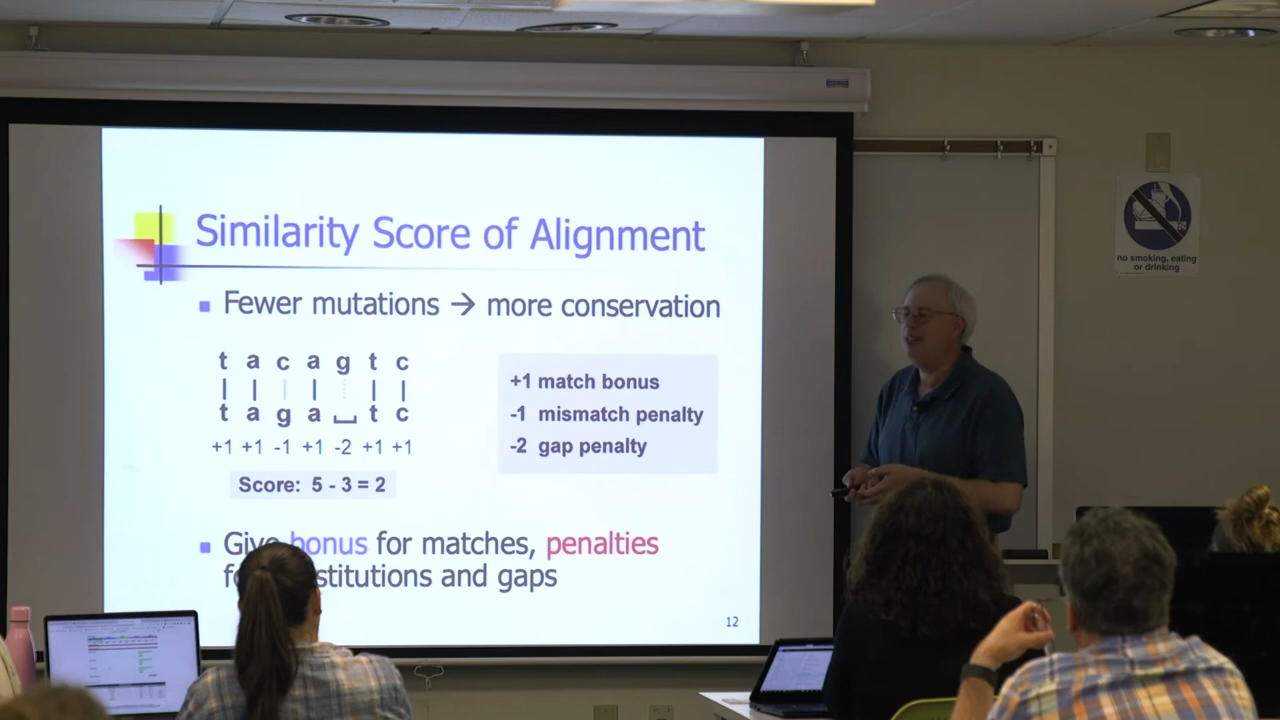 Similarity Score of Alignment
Fewer mutations → more conservation
t a c a g t c
t a g a ⎵ t c
+1 +1 -1 +1 -2 +1 +1
Score: 5 - 3 = 2
+1 match bonus
-1 mismatch penalty
-2 gap penalty
bonus for matches, penalties
and gaps
12
no smoking, eating
or drinking